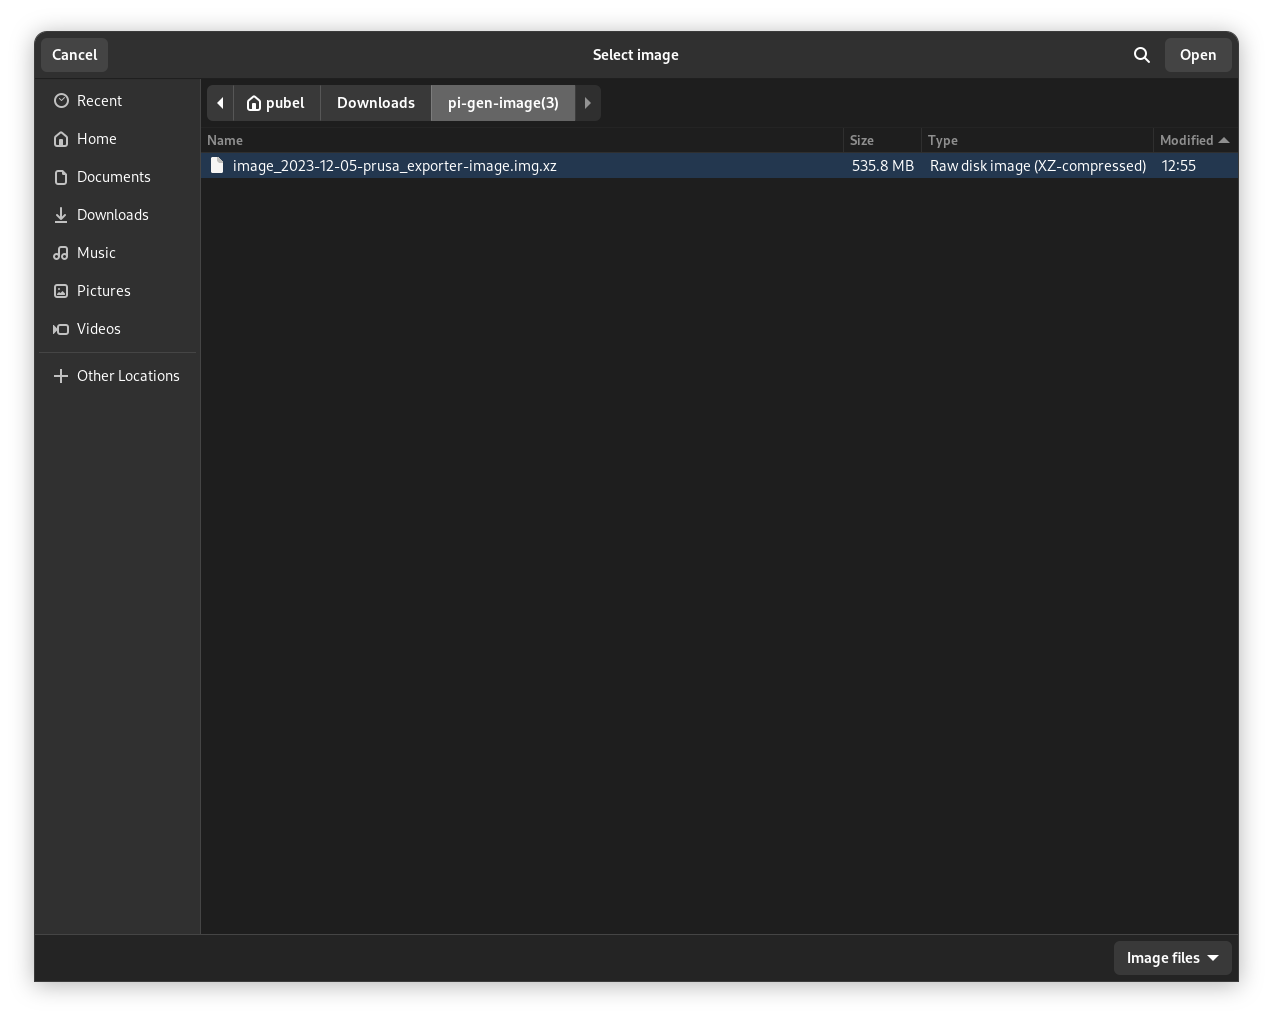 Cancel
Select image
Open
Recent
Home
Documents
Downloads
Music
Pictures
Videos
Other Locations
pubel
Downloads
pi-gen-image(3)
Name Size Type Modified
image_2023-12-05-prusa_exporter-image.img.xz 535.8 MB Raw disk image (XZ-compressed) 12:55
Image files